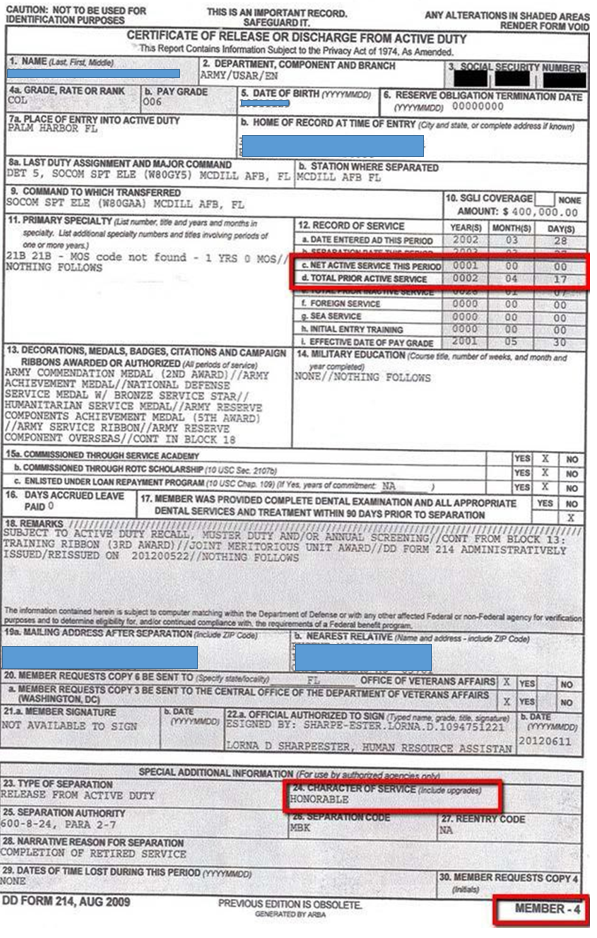 CAUTION: NOT TO BE USED FOR IDENTIFICATION PURPOSES
THIS IS AN IMPORTANT RECORD. SAFEGUARD IT.
ANY ALTERATIONS IN SHADED AREAS RENDER FORM VOID
CERTIFICATE OF RELEASE OR DISCHARGE FROM ACTIVE DUTY
This Report Contains Information Subject to the Privacy Act of 1974, As Amended.
1. NAME (Last, First, Middle)
2. DEPARTMENT, COMPONENT AND BRANCH
ARMY/USAR/EN
3. SOCIAL SECURITY NUMBER
4a. GRADE, RATE OR RANK
COL
b. PAY GRADE
O06
5. DATE OF BIRTH (YYYYMMDD)
6. RESERVE OBLIGATION TERMINATION DATE
(YYYYMMDD) 00000000
7a. PLACE OF ENTRY INTO ACTIVE DUTY
PALM HARBOR FL
b. HOME OF RECORD AT TIME OF ENTRY (City and state, or complete address if known)
8a. LAST DUTY ASSIGNMENT AND MAJOR COMMAND
DET 5, SOCOM SPT ELE (W80GY5) MCDILL AFB, FL
b. STATION WHERE SEPARATED
MCDILL AFB FL
9. COMMAND TO WHICH TRANSFERRED
SOCOM SPT ELE (W80GAA) MCDILL AFB, FL
10. SGLI COVERAGE NONE
AMOUNT: $ 400,000.00
11. PRIMARY SPECIALTY (List number, title and years and months in
specialty. List additional specialty numbers and titles involving periods of
one or more years.)
21B 21B - MOS code not found - 1 YRS 0 MOS//
NOTHING FOLLOWS
12. RECORD OF SERVICE YEAR(S) MONTH(S) DAY(S)
a. DATE ENTERED AD THIS PERIOD 2002 03 28
b. SEPARATION DATE THIS PERIOD 2003 03 27
c. NET ACTIVE SERVICE THIS PERIOD 0001 00 00
d. TOTAL PRIOR ACTIVE SERVICE 0002 04 17
e. TOTAL PRIOR INACTIVE SERVICE 0026 01 07
f. FOREIGN SERVICE 0000 00 00
g. SEA SERVICE 0000 00 00
h. INITIAL ENTRY TRAINING 0000 00 00
i. EFFECTIVE DATE OF PAY GRADE 2001 05 30
13. DECORATIONS, MEDALS, BADGES, CITATIONS AND CAMPAIGN
RIBBONS AWARDED OR AUTHORIZED (All periods of service)
ARMY COMMENDATION MEDAL (2ND AWARD)//ARMY
ACHIEVEMENT MEDAL//NATIONAL DEFENSE
SERVICE MEDAL W/ BRONZE SERVICE STAR//
HUMANITARIAN SERVICE MEDAL//ARMY RESERVE
COMPONENTS ACHIEVEMENT MEDAL (5TH AWARD)
//ARMY SERVICE RIBBON//ARMY RESERVE
COMPONENT OVERSEAS//CONT IN BLOCK 18
14. MILITARY EDUCATION (Course title, number of weeks, and month and
year completed)
NONE//NOTHING FOLLOWS
15a. COMMISSIONED THROUGH SERVICE ACADEMY YES X NO
b. COMMISSIONED THROUGH ROTC SCHOLARSHIP (10 USC Sec. 2107b) YES X NO
c. ENLISTED UNDER LOAN REPAYMENT PROGRAM (10 USC Chap. 109) (If Yes, years of commitment: NA ) YES X NO
16. DAYS ACCRUED LEAVE
PAID 0
17. MEMBER WAS PROVIDED COMPLETE DENTAL EXAMINATION AND ALL APPROPRIATE
DENTAL SERVICES AND TREATMENT WITHIN 90 DAYS PRIOR TO SEPARATION
YES NO
X
18. REMARKS ////////////////////////////////////////////////////////////
SUBJECT TO ACTIVE DUTY RECALL, MUSTER DUTY AND/OR ANNUAL SCREENING//CONT FROM BLOCK 13:
TRAINING RIBBON (3RD AWARD)//JOINT MERITORIOUS UNIT AWARD//DD FORM 214 ADMINISTRATIVELY
ISSUED/REISSUED ON 201200522//NOTHING FOLLOWS
The information contained herein is subject to computer matching within the Department of Defense or with any other affected Federal or non-Federal agency for verification
purposes and to determine eligibility for, and/or continued compliance with, the requirements of a Federal benefit program.
19a. MAILING ADDRESS AFTER SEPARATION (Include ZIP Code)
b. NEAREST RELATIVE (Name and address - include ZIP Code)
20. MEMBER REQUESTS COPY 6 BE SENT TO (Specify state/locality) FL OFFICE OF VETERANS AFFAIRS X YES NO
a. MEMBER REQUESTS COPY 3 BE SENT TO THE CENTRAL OFFICE OF THE DEPARTMENT OF VETERANS AFFAIRS
(WASHINGTON, DC) X YES NO
21.a. MEMBER SIGNATURE
NOT AVAILABLE TO SIGN
b. DATE
(YYYYMMDD)
22.a. OFFICIAL AUTHORIZED TO SIGN (Typed name, grade, title, signature)
ESIGNED BY: SHARPE-ESTER.LORNA.D.1094751221
LORNA D SHARPEESTER, HUMAN RESOURCE ASSISTAN
b. DATE
(YYYYMMDD)
20120611
SPECIAL ADDITIONAL INFORMATION (For use by authorized agencies only)
23. TYPE OF SEPARATION
RELEASE FROM ACTIVE DUTY
24. CHARACTER OF SERVICE (Include upgrades)
HONORABLE
25. SEPARATION AUTHORITY
600-8-24, PARA 2-7
26. SEPARATION CODE
MBK
27. REENTRY CODE
NA
28. NARRATIVE REASON FOR SEPARATION
COMPLETION OF RETIRED SERVICE
29. DATES OF TIME LOST DURING THIS PERIOD (YYYYMMDD)
NONE
30. MEMBER REQUESTS COPY 4
(Initials)
DD FORM 214, AUG 2009
PREVIOUS EDITION IS OBSOLETE.
GENERATED BY ARBA
MEMBER - 4